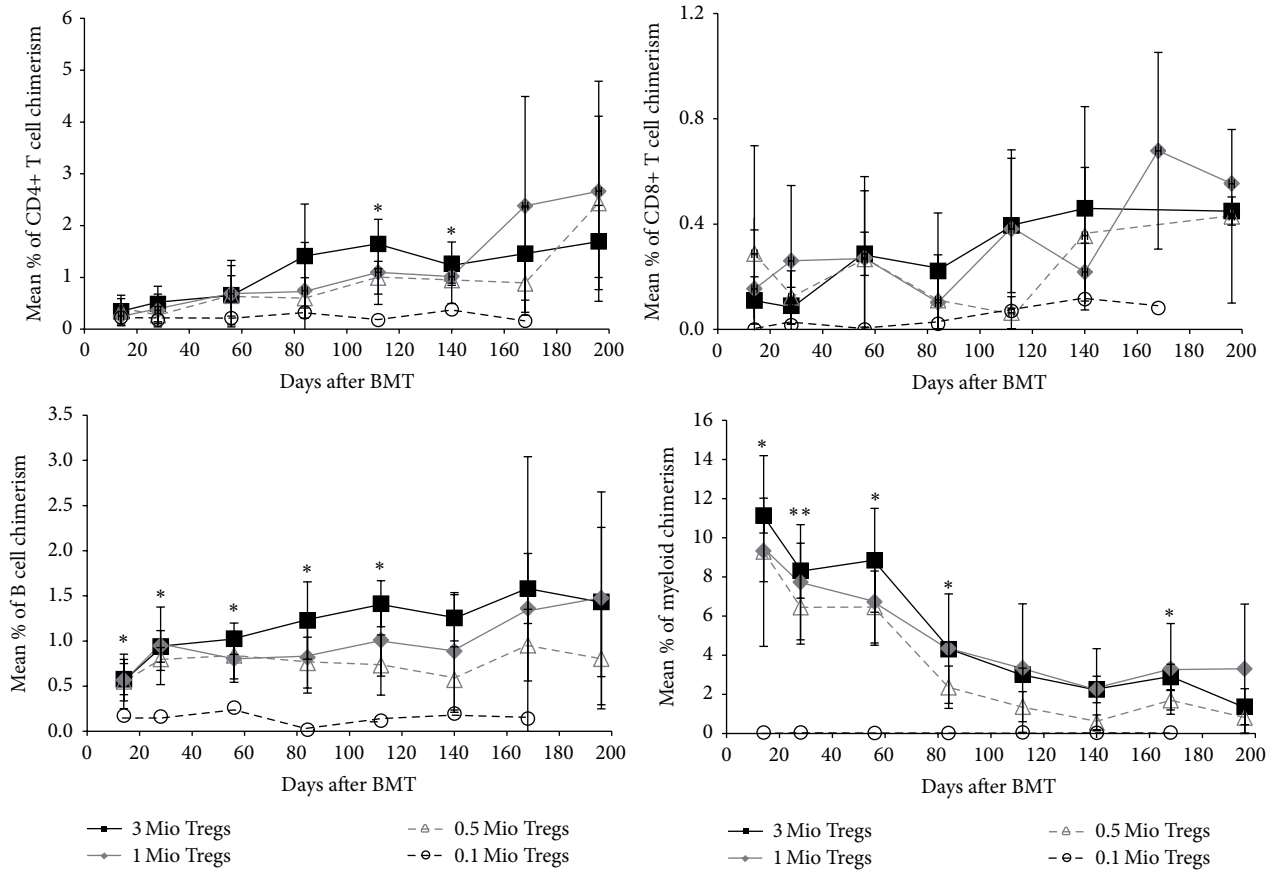 Mean % of CD4+ T cell chimerism
6
5
4
3
2
1
0
*
*
0 20 40 60 80 100 120 140 160 180 200
Days after BMT
Mean % of CD8+ T cell chimerism
1.2
0.8
0.4
0.0
0 20 40 60 80 100 120 140 160 180 200
Days after BMT
Mean % of B cell chimerism
3.5
3.0
2.5
2.0
1.5
1.0
0.5
0.0
*
*
*
*
*
0 20 40 60 80 100 120 140 160 180 200
Days after BMT
3 Mio Tregs
1 Mio Tregs
0.5 Mio Tregs
0.1 Mio Tregs
Mean % of myeloid chimerism
16
14
12
10
8
6
4
2
0
*
**
*
*
*
0 20 40 60 80 100 120 140 160 180 200
Days after BMT
3 Mio Tregs
1 Mio Tregs
0.5 Mio Tregs
0.1 Mio Tregs